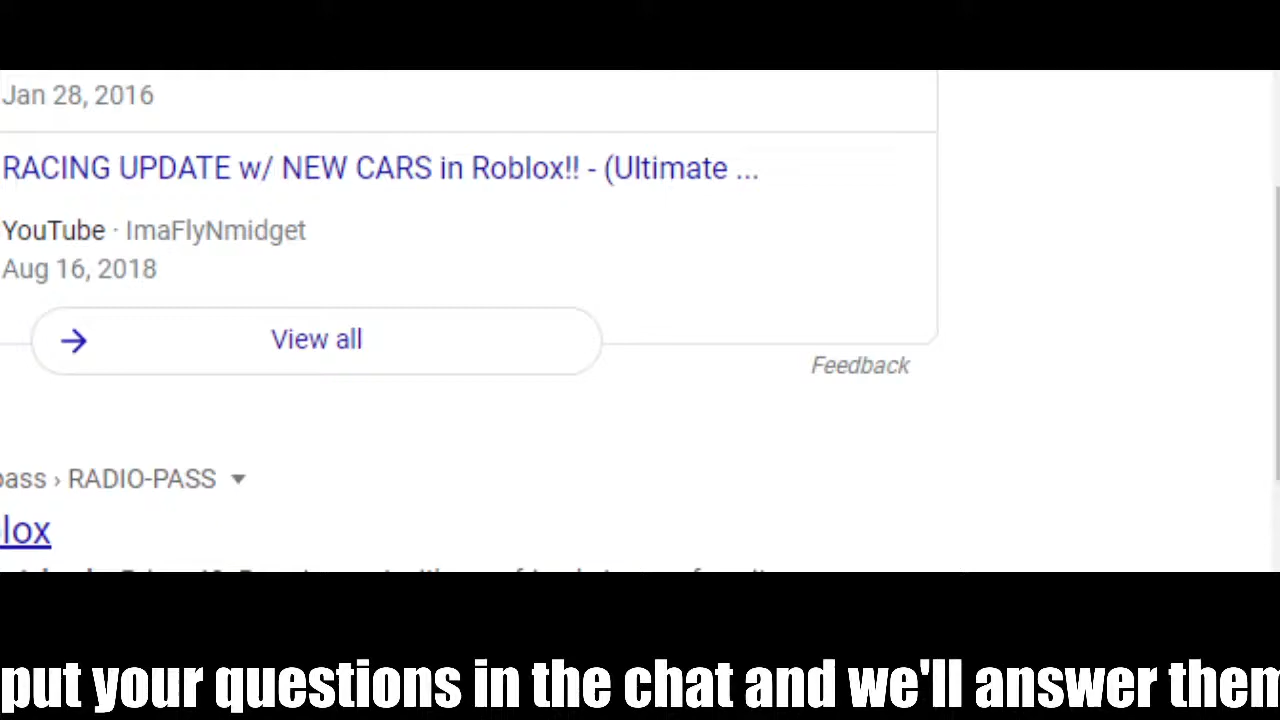 Jan 28, 2016
RACING UPDATE w/ NEW CARS in Roblox!! - (Ultimate ...
YouTube · ImaFlyNmidget
Aug 16, 2018
→ View all
Feedback
pass › RADIO-PASS ▾
lox
put your questions in the chat and we'll answer them